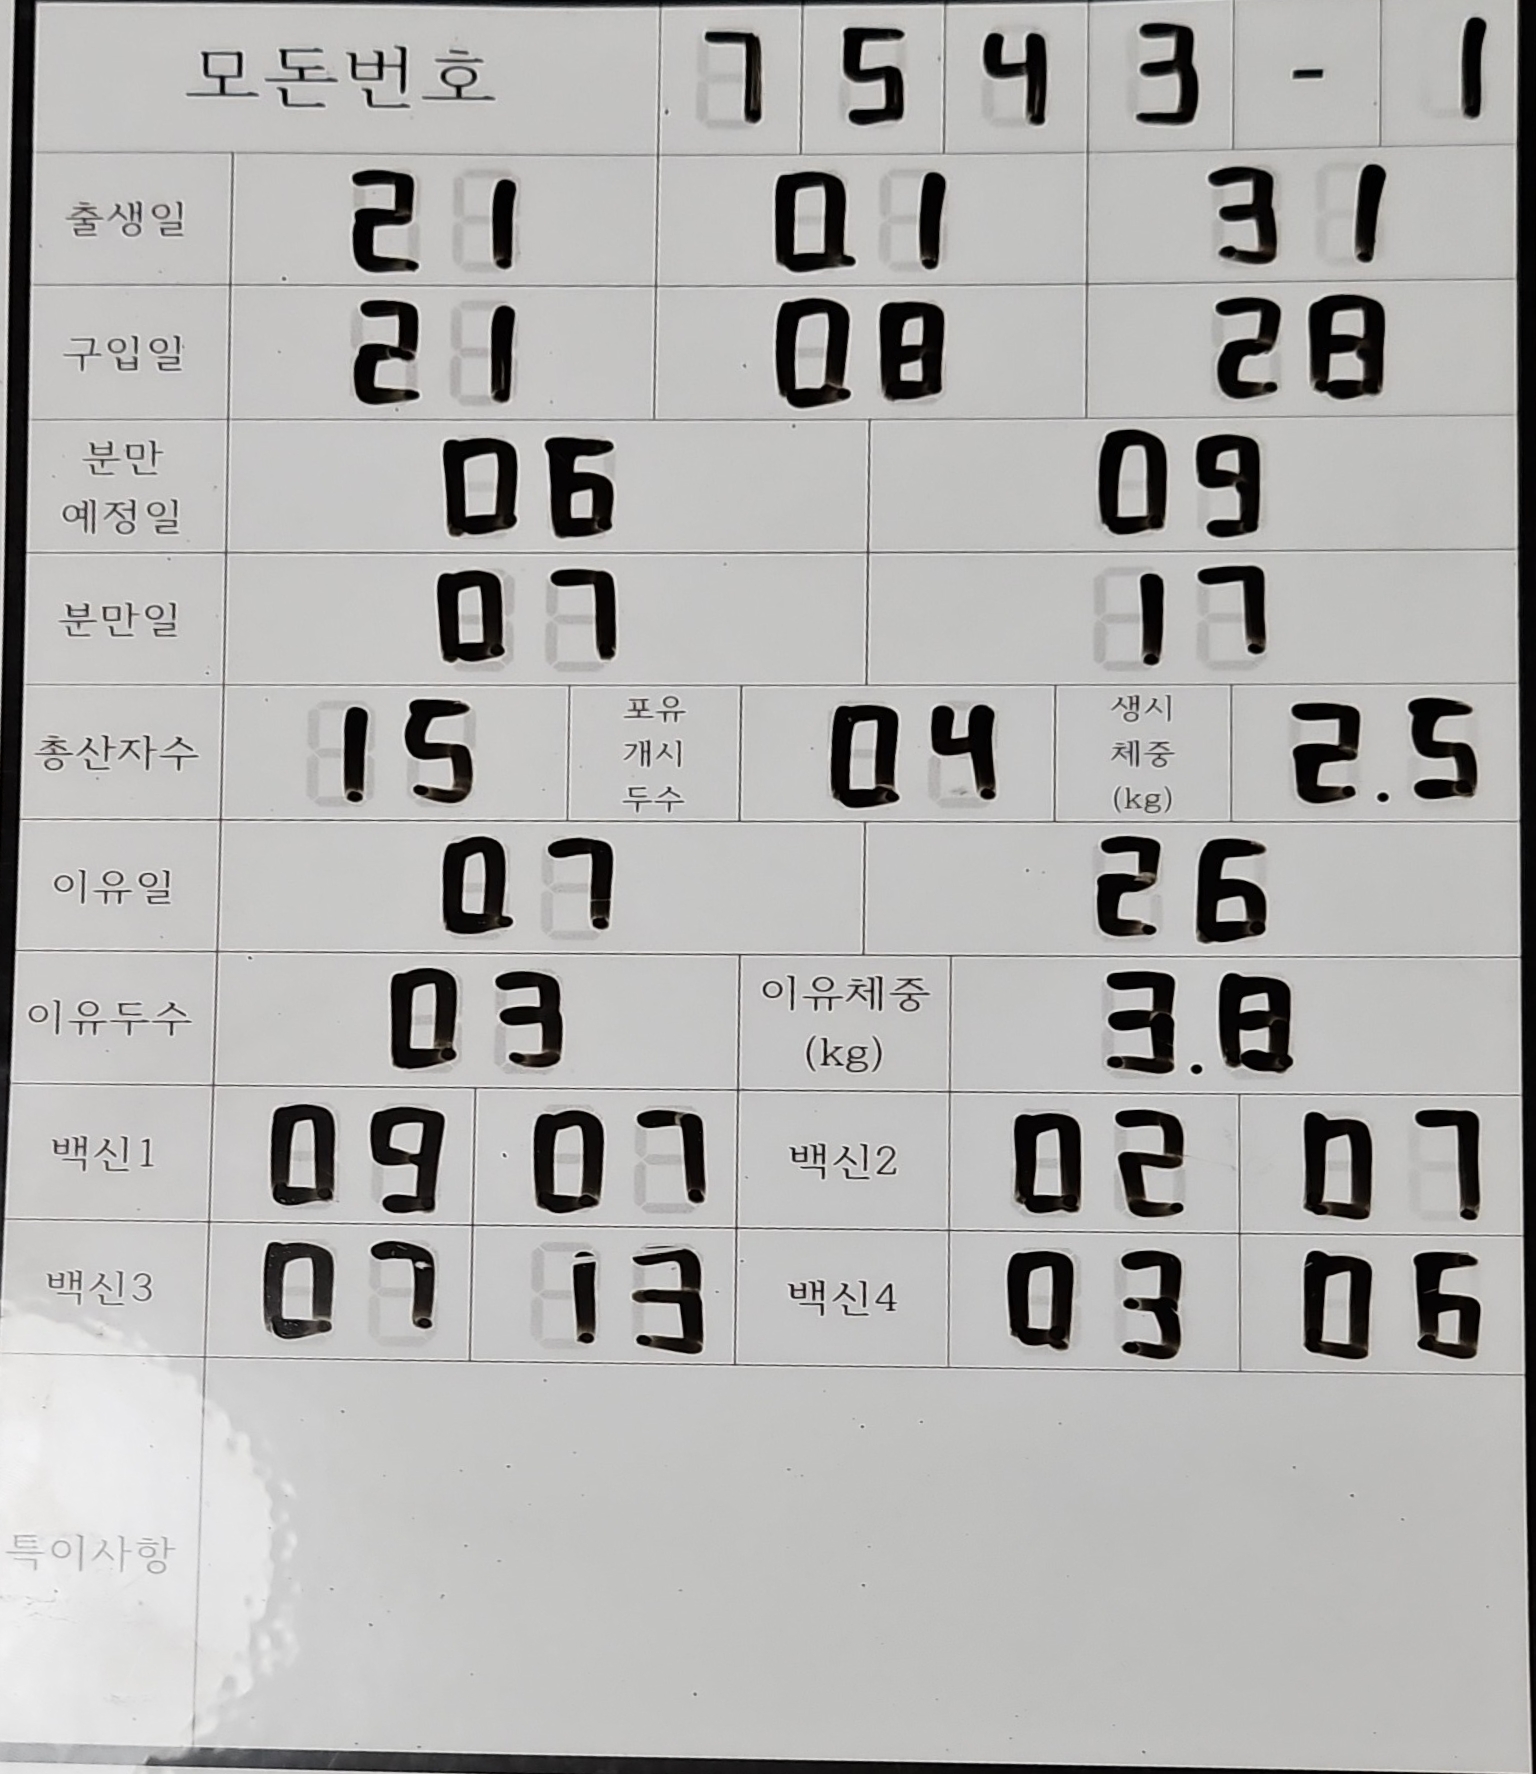 모돈번호 7 5 4 3 - 1
출생일 21 01 31
구입일 21 08 28
분만 예정일 06 09
분만일 07 17
총산자수 15 포유 개시 두수 04 생시 체중 (kg) 2.5
이유일 07 26
이유두수 03 이유체중 (kg) 3.8
백신1 09 07 백신2 02 07
백신3 07 13 백신4 03 06
특이사항